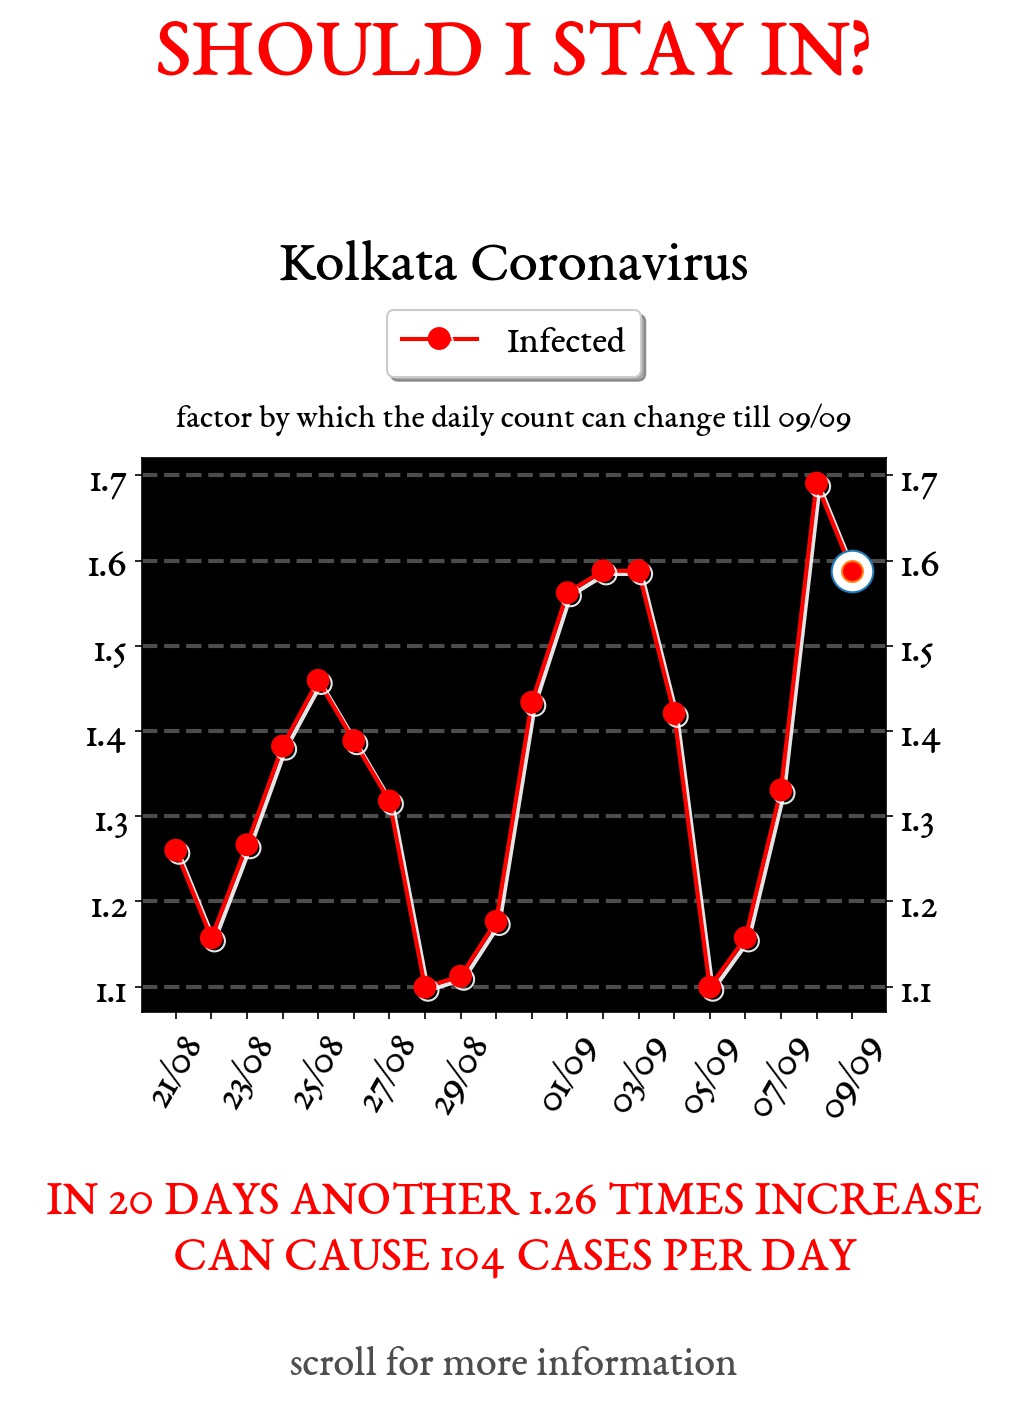 SHOULD I STAY IN?
Kolkata Coronavirus
Infected
factor by which the daily count can change till 09/09
1.7 1.7
1.6 1.6
1.5 1.5
1.4 1.4
1.3 1.3
1.2 1.2
1.1 1.1
21/08 23/08 25/08 27/08 29/08 01/09 03/09 05/09 07/09 09/09
IN 20 DAYS ANOTHER 1.26 TIMES INCREASE
CAN CAUSE 104 CASES PER DAY
scroll for more information